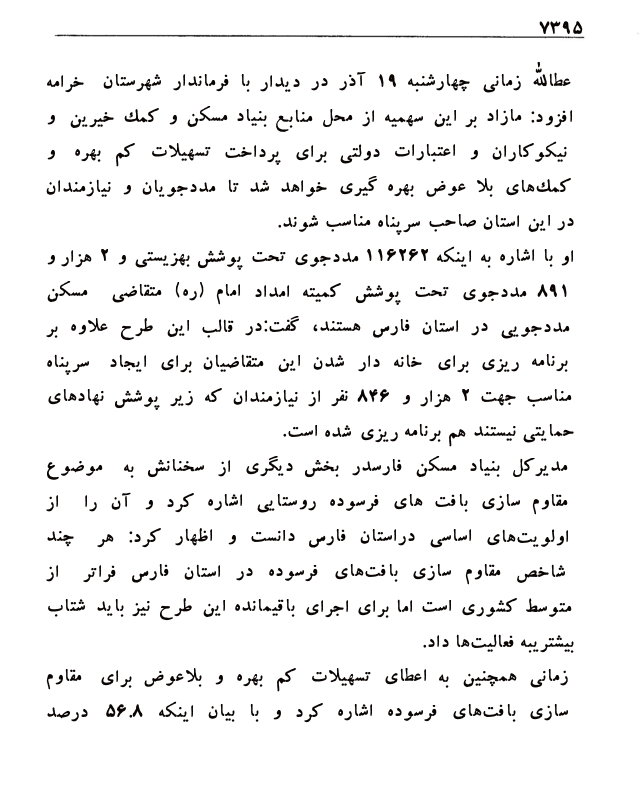 ۷۳۹۵
عطالله زمانی چهارشنبه ۱۹ آذر در دیدار با فرماندار شهرستان خرامه
افزود: مازاد بر این سهمیه از محل منابع بنیاد مسکن و کمك خیرین و
نیکوکاران و اعتبارات دولتی برای پرداخت تسهیلات کم بهره و
کمك‌های بلا عوض بهره گیری خواهد شد تا مددجویان و نیازمندان
در این استان صاحب سرپناه مناسب شوند.
او با اشاره به اینکه ۱۱۶۲۶۲ مددجوی تحت پوشش بهزیستی و ۲ هزار و
۸۹۱ مددجوی تحت پوشش کمیته امداد امام (ره) متقاضی مسکن
مددجویی در استان فارس هستند، گفت:در قالب این طرح علاوه بر
برنامه ریزی برای خانه دار شدن این متقاضیان برای ایجاد سرپناه
مناسب جهت ۲ هزار و ۸۴۶ نفر از نیازمندان که زیر پوشش نهادهای
حمایتی نیستند هم برنامه ریزی شده است.
مدیرکل بنیاد مسکن فارسدر بخش دیگری از سخنانش به موضوع
مقاوم سازی بافت های فرسوده روستایی اشاره کرد و آن را از
اولویت‌های اساسی دراستان فارس دانست و اظهار کرد: هر چند
شاخص مقاوم سازی بافت‌های فرسوده در استان فارس فراتر از
متوسط کشوری است اما برای اجرای باقیمانده این طرح نیز باید شتاب
بیشتریبه فعالیت‌ها داد.
زمانی همچنین به اعطای تسهیلات کم بهره و بلاعوض برای مقاوم
سازی بافت‌های فرسوده اشاره کرد و با بیان اینکه ۵۶.۸ درصد